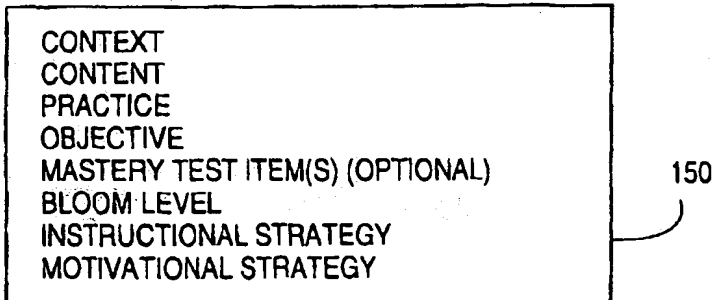 CONTEXT
CONTENT
PRACTICE
OBJECTIVE
MASTERY TEST ITEM(S) (OPTIONAL)
BLOOM LEVEL
INSTRUCTIONAL STRATEGY
MOTIVATIONAL STRATEGY
150